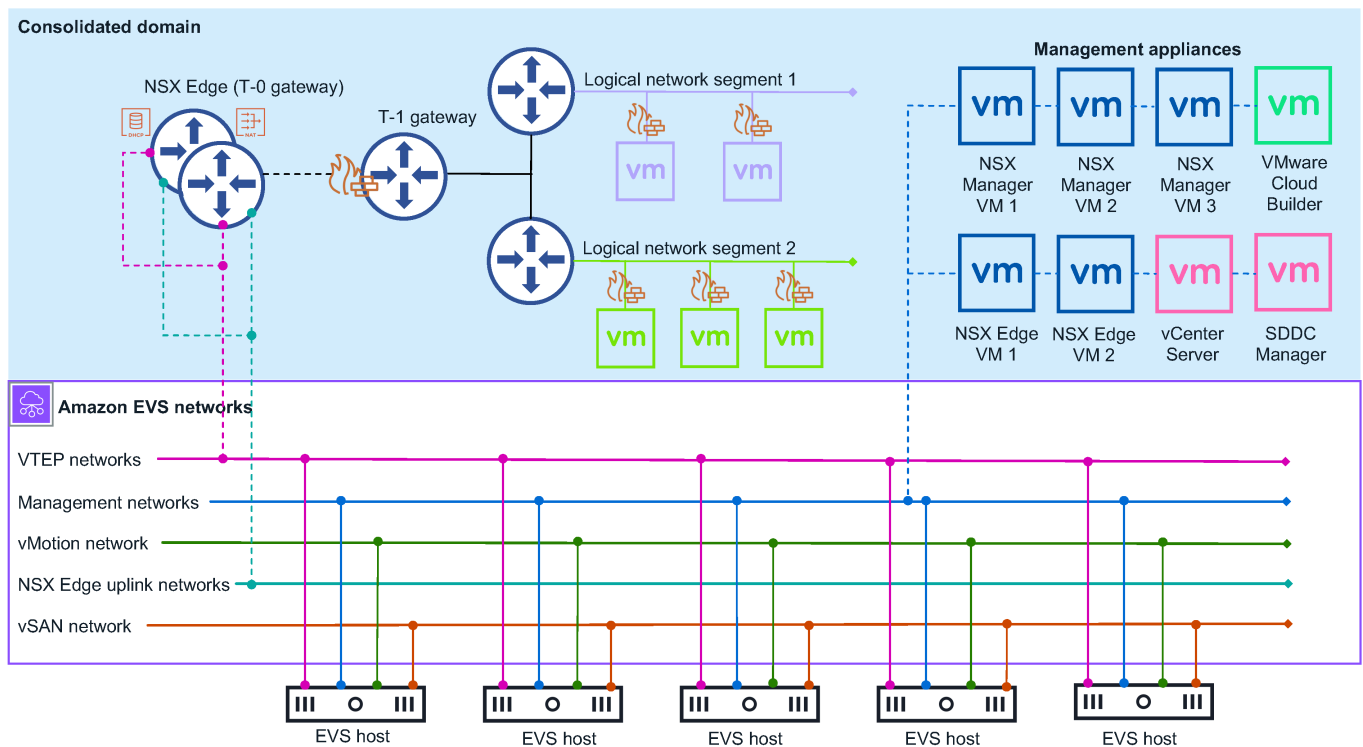 Consolidated domain
Management appliances
NSX Edge (T-0 gateway)
DHCP
NAT
T-1 gateway
Logical network segment 1
vm
vm
Logical network segment 2
vm
vm
vm
vm
vm
vm
vm
NSX
Manager
VM 1
NSX
Manager
VM 2
NSX
Manager
VM 3
VMware
Cloud
Builder
vm
vm
vm
vm
NSX Edge
VM 1
NSX Edge
VM 2
vCenter
Server
SDDC
Manager
Amazon EVS networks
VTEP networks
Management networks
vMotion network
NSX Edge uplink networks
vSAN network
EVS host
EVS host
EVS host
EVS host
EVS host